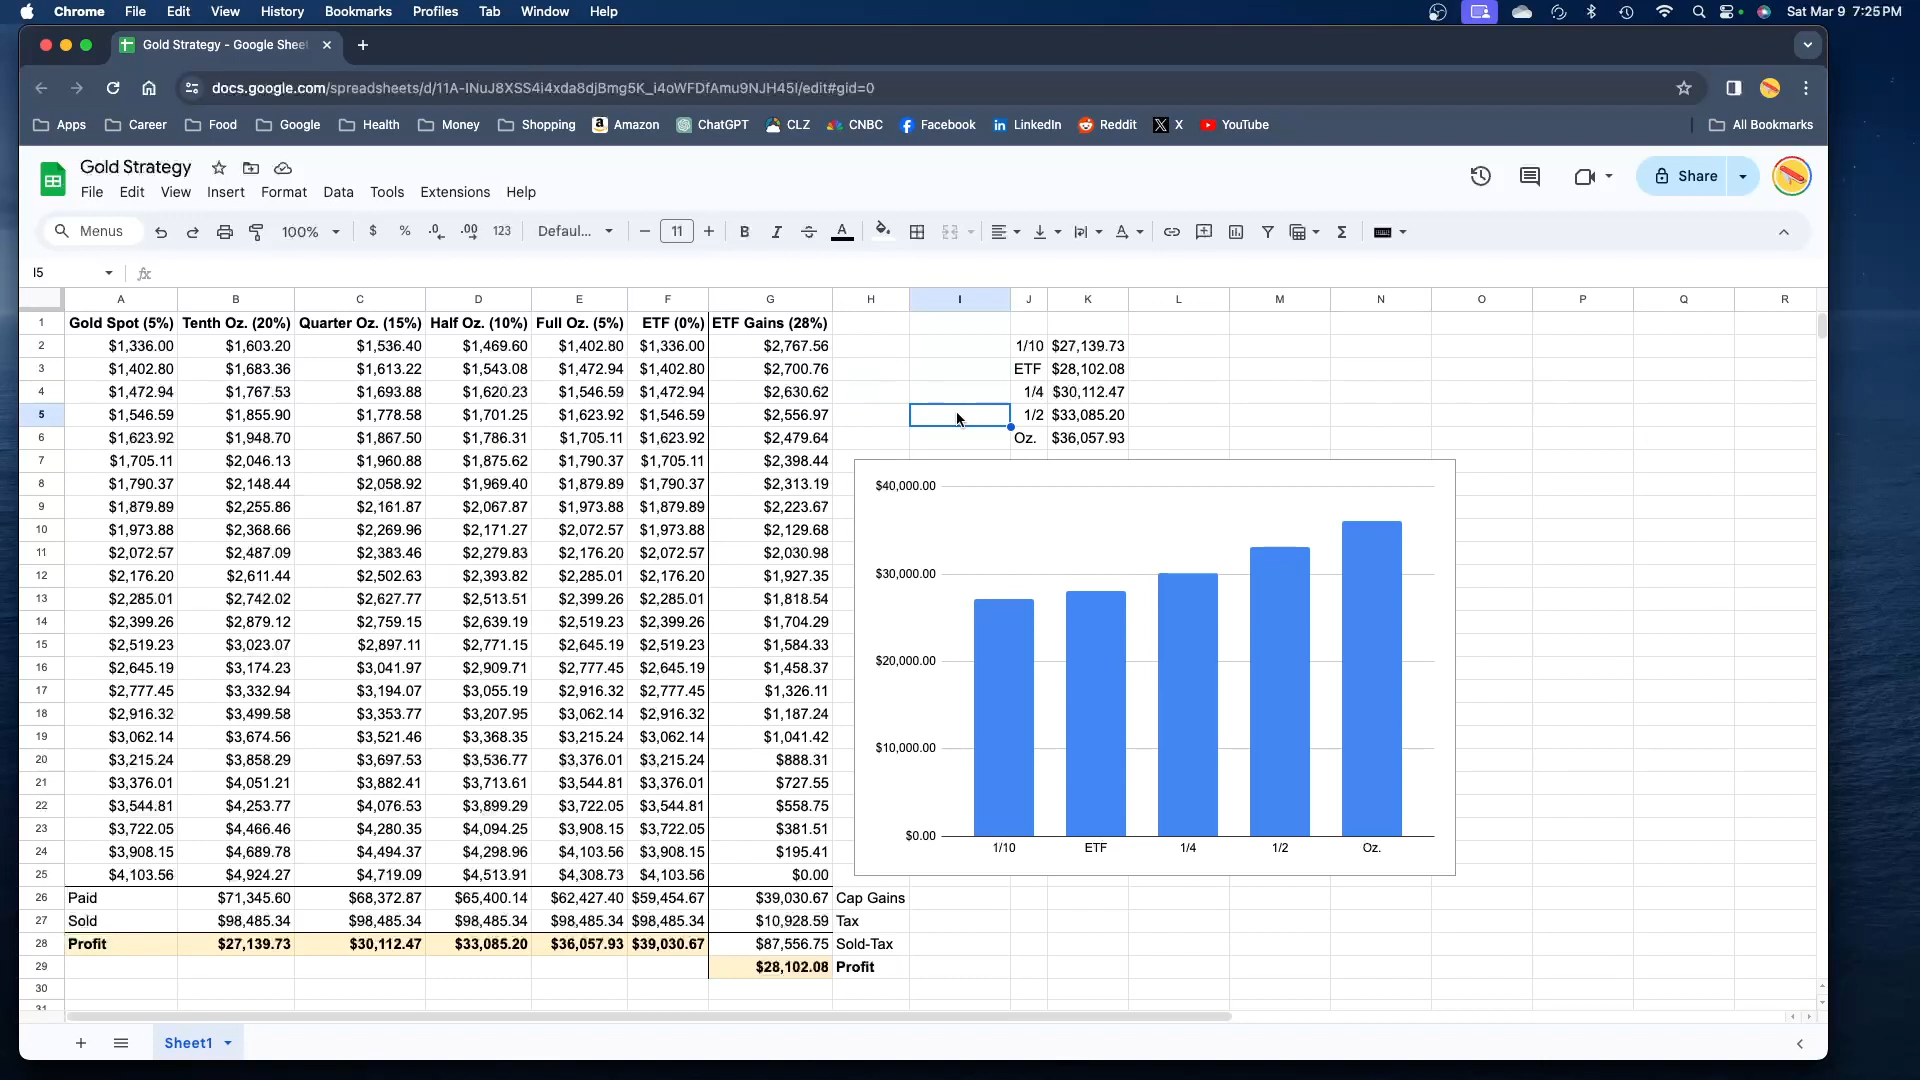 Chrome File Edit View History Bookmarks Profiles Tab Window Help Sat Mar 9 7:25 PM
Gold Strategy - Google Shee
docs.google.com/spreadsheets/d/11A-INuJ8XSS4i4xda8djBmg5K_i4oWFDfAmu9NJH45I/edit#gid=0
Apps Career Food Google Health Money Shopping Amazon ChatGPT CLZ CNBC Facebook LinkedIn Reddit X YouTube All Bookmarks
Gold Strategy
File Edit View Insert Format Data Tools Extensions Help
Share
Menus 100% $ % .0 .00 123 Defaul... 11 B I A
I5 fx
A B C D E F G H I J K L M N O P Q R
1 Gold Spot (5%) Tenth Oz. (20%) Quarter Oz. (15%) Half Oz. (10%) Full Oz. (5%) ETF (0%) ETF Gains (28%)
2 $1,336.00 $1,603.20 $1,536.40 $1,469.60 $1,402.80 $1,336.00 $2,767.56 1/10 $27,139.73
3 $1,402.80 $1,683.36 $1,613.22 $1,543.08 $1,472.94 $1,402.80 $2,700.76 ETF $28,102.08
4 $1,472.94 $1,767.53 $1,693.88 $1,620.23 $1,546.59 $1,472.94 $2,630.62 1/4 $30,112.47
5 $1,546.59 $1,855.90 $1,778.58 $1,701.25 $1,623.92 $1,546.59 $2,556.97 1/2 $33,085.20
6 $1,623.92 $1,948.70 $1,867.50 $1,786.31 $1,705.11 $1,623.92 $2,479.64 Oz. $36,057.93
7 $1,705.11 $2,046.13 $1,960.88 $1,875.62 $1,790.37 $1,705.11 $2,398.44
8 $1,790.37 $2,148.44 $2,058.92 $1,969.40 $1,879.89 $1,790.37 $2,313.19
9 $1,879.89 $2,255.86 $2,161.87 $2,067.87 $1,973.88 $1,879.89 $2,223.67
10 $1,973.88 $2,368.66 $2,269.96 $2,171.27 $2,072.57 $1,973.88 $2,129.68
11 $2,072.57 $2,487.09 $2,383.46 $2,279.83 $2,176.20 $2,072.57 $2,030.98
12 $2,176.20 $2,611.44 $2,502.63 $2,393.82 $2,285.01 $2,176.20 $1,927.35
13 $2,285.01 $2,742.02 $2,627.77 $2,513.51 $2,399.26 $2,285.01 $1,818.54
14 $2,399.26 $2,879.12 $2,759.15 $2,639.19 $2,519.23 $2,399.26 $1,704.29
15 $2,519.23 $3,023.07 $2,897.11 $2,771.15 $2,645.19 $2,519.23 $1,584.33
16 $2,645.19 $3,174.23 $3,041.97 $2,909.71 $2,777.45 $2,645.19 $1,458.37
17 $2,777.45 $3,332.94 $3,194.07 $3,055.19 $2,916.32 $2,777.45 $1,326.11
18 $2,916.32 $3,499.58 $3,353.77 $3,207.95 $3,062.14 $2,916.32 $1,187.24
19 $3,062.14 $3,674.56 $3,521.46 $3,368.35 $3,215.24 $3,062.14 $1,041.42
20 $3,215.24 $3,858.29 $3,697.53 $3,536.77 $3,376.01 $3,215.24 $888.31
21 $3,376.01 $4,051.21 $3,882.41 $3,713.61 $3,544.81 $3,376.01 $727.55
22 $3,544.81 $4,253.77 $4,076.53 $3,899.29 $3,722.05 $3,544.81 $558.75
23 $3,722.05 $4,466.46 $4,280.35 $4,094.25 $3,908.15 $3,722.05 $381.51
24 $3,908.15 $4,689.78 $4,494.37 $4,298.96 $4,103.56 $3,908.15 $195.41
25 $4,103.56 $4,924.27 $4,719.09 $4,513.91 $4,308.73 $4,103.56 $0.00
26 Paid $71,345.60 $68,372.87 $65,400.14 $62,427.40 $59,454.67 $39,030.67 Cap Gains
27 Sold $98,485.34 $98,485.34 $98,485.34 $98,485.34 $98,485.34 $10,928.59 Tax
28 Profit $27,139.73 $30,112.47 $33,085.20 $36,057.93 $39,030.67 $87,556.75 Sold-Tax
29 $28,102.08 Profit
30
31
$40,000.00
$30,000.00
$20,000.00
$10,000.00
$0.00
1/10 ETF 1/4 1/2 Oz.
Sheet1